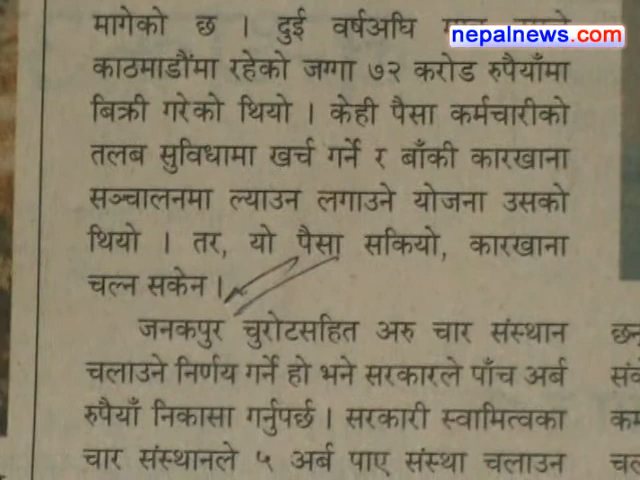 nepalnews.com
मागेको छ । दुई वर्षअघि
काठमाडौंमा रहेको जग्गा ७२ करोड रुपैयाँमा
बिक्री गरेको थियो । केही पैसा कर्मचारीको
तलब सुविधामा खर्च गर्ने र बाँकी कारखाना
सञ्चालनमा ल्याउन लगाउने योजना उसको
थियो । तर, यो पैसा सकियो, कारखाना
चल्न सकेन ।
जनकपुर चुरोटसहित अरु चार संस्थान
चलाउने निर्णय गर्ने हो भने सरकारले पाँच अर्ब
रुपैयाँ निकासा गर्नुपर्छ । सरकारी स्वामित्वका
चार संस्थानले ५ अर्ब पाए संस्था चलाउन